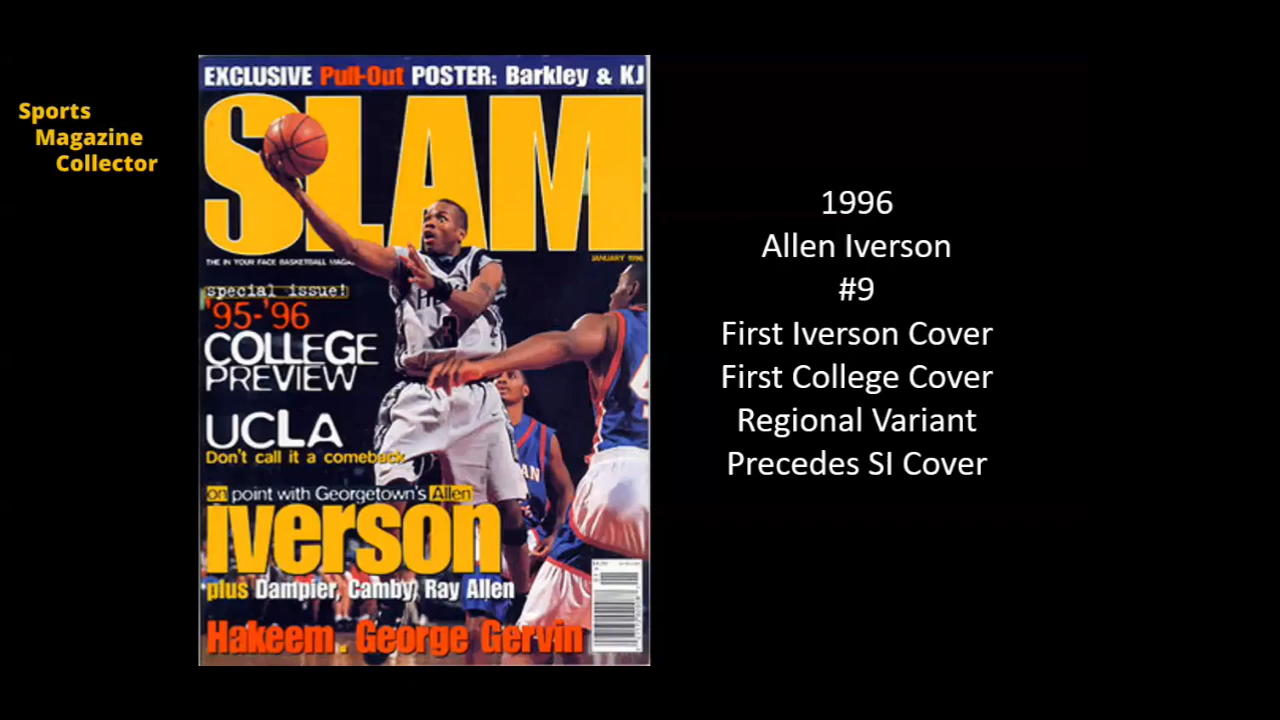 Sports
Magazine
Collector
EXCLUSIVE Pull-Out POSTER: Barkley & KJ
SLAM
THE IN YOUR FACE BASKETBALL
JANUARY 1996
special issue!
'95-'96
COLLEGE
PREVIEW
UCLA
Don't call it a comeback
on point with Georgetown's Allen
iverson
plus Dampier, Camby, Ray Allen
Hakeem. George Gervin
1996
Allen Iverson
#9
First Iverson Cover
First College Cover
Regional Variant
Precedes SI Cover